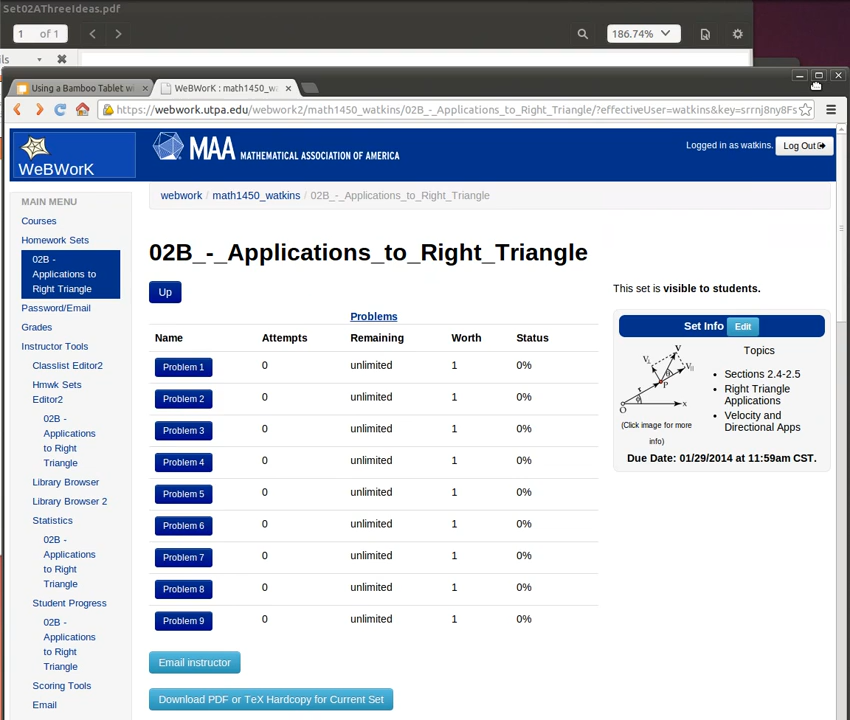 Set02AThreeIdeas.pdf
1 of 1
186.74%
ls
Using a Bamboo Tablet wi
WeBWorK : math1450_wa
https://webwork.utpa.edu/webwork2/math1450_watkins/02B_-_Applications_to_Right_Triangle/?effectiveUser=watkins&key=srrnj8ny8Fs
WeBWorK
MAA MATHEMATICAL ASSOCIATION OF AMERICA
Logged in as watkins.
Log Out
MAIN MENU
Courses
Homework Sets
02B -
Applications to
Right Triangle
Password/Email
Grades
Instructor Tools
Classlist Editor2
Hmwk Sets
Editor2
02B -
Applications
to Right
Triangle
Library Browser
Library Browser 2
Statistics
02B -
Applications
to Right
Triangle
Student Progress
02B -
Applications
to Right
Triangle
Scoring Tools
Email
webwork / math1450_watkins / 02B_-_Applications_to_Right_Triangle
02B_-_Applications_to_Right_Triangle
Up
Problems
Name Attempts Remaining Worth Status
Problem 1 0 unlimited 1 0%
Problem 2 0 unlimited 1 0%
Problem 3 0 unlimited 1 0%
Problem 4 0 unlimited 1 0%
Problem 5 0 unlimited 1 0%
Problem 6 0 unlimited 1 0%
Problem 7 0 unlimited 1 0%
Problem 8 0 unlimited 1 0%
Problem 9 0 unlimited 1 0%
Email instructor
Download PDF or TeX Hardcopy for Current Set
This set is visible to students.
Set Info Edit
V
P
r
O
x
(Click image for more
info)
Topics
Sections 2.4-2.5
Right Triangle
Applications
Velocity and
Directional Apps
Due Date: 01/29/2014 at 11:59am CST.